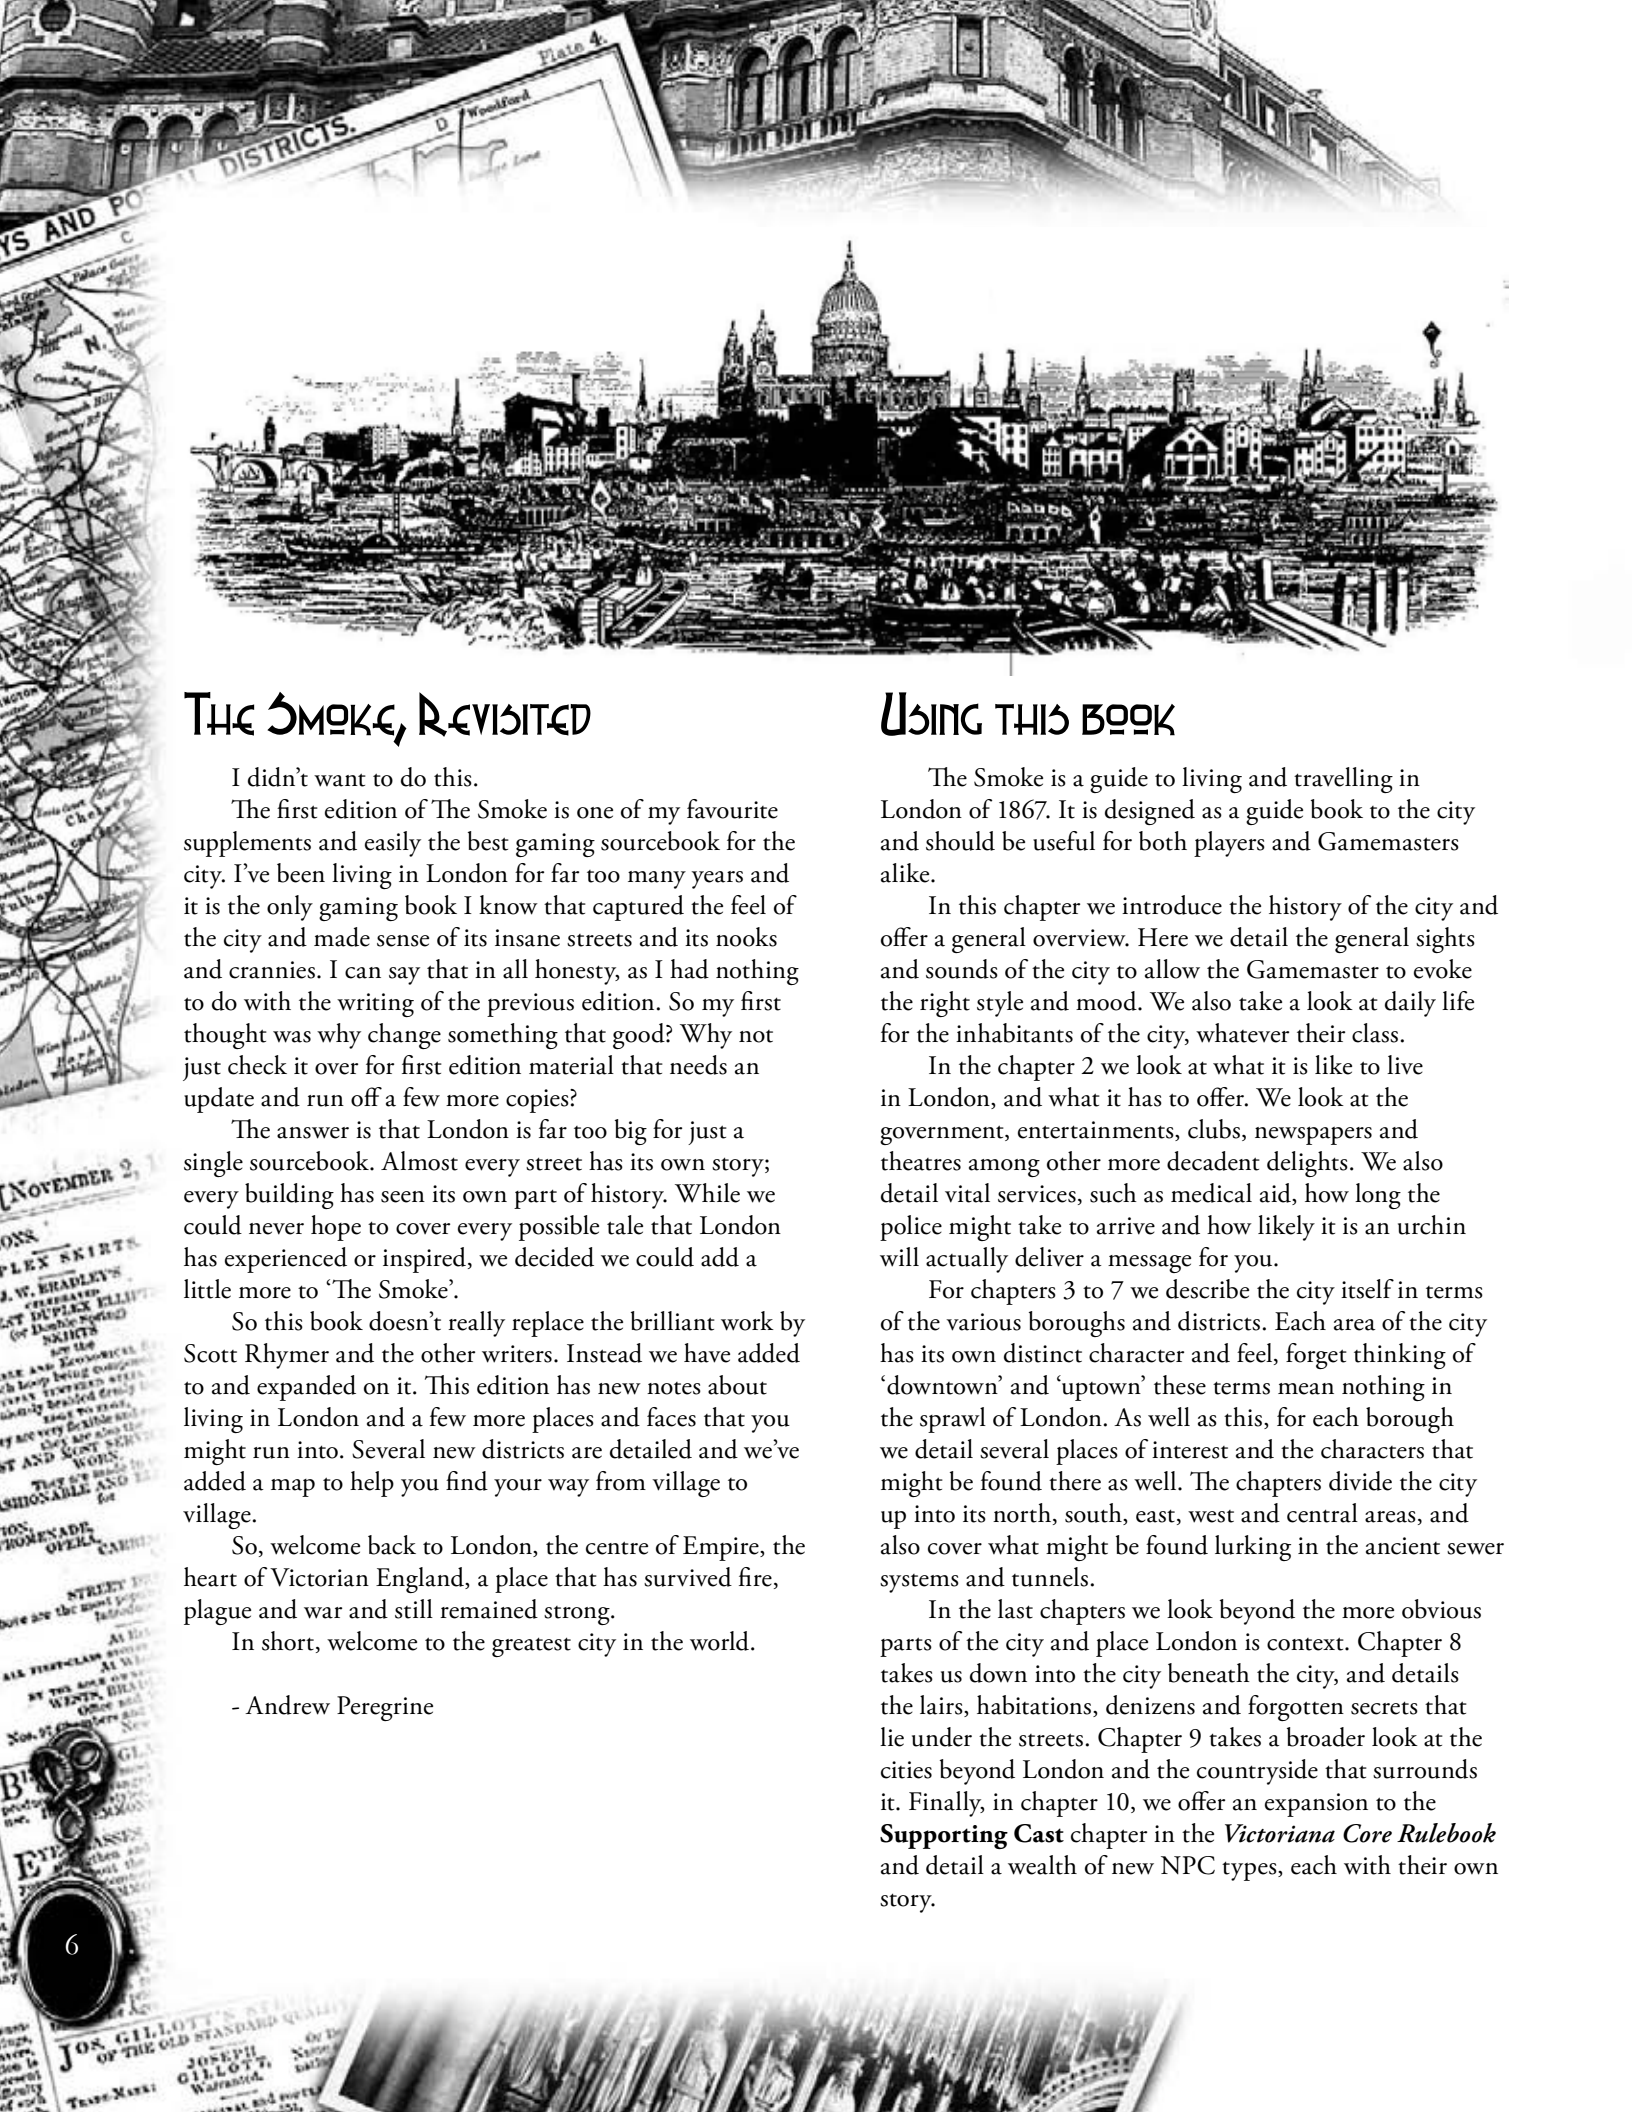 Plate 4.
DISTRICTS.
D
Woodford
YS AND PO
C
N.
The Smoke, Revisited
I didn’t want to do this.
The first edition of The Smoke is one of my favourite
supplements and easily the best gaming sourcebook for the
city. I’ve been living in London for far too many years and
it is the only gaming book I know that captured the feel of
the city and made sense of its insane streets and its nooks
and crannies. I can say that in all honesty, as I had nothing
to do with the writing of the previous edition. So my first
thought was why change something that good? Why not
just check it over for first edition material that needs an
update and run off a few more copies?
The answer is that London is far too big for just a
single sourcebook. Almost every street has its own story;
every building has seen its own part of history. While we
could never hope to cover every possible tale that London
has experienced or inspired, we decided we could add a
little more to ‘The Smoke’.
So this book doesn’t really replace the brilliant work by
Scott Rhymer and the other writers. Instead we have added
to and expanded on it. This edition has new notes about
living in London and a few more places and faces that you
might run into. Several new districts are detailed and we’ve
added a map to help you find your way from village to
village.
So, welcome back to London, the centre of Empire, the
heart of Victorian England, a place that has survived fire,
plague and war and still remained strong.
In short, welcome to the greatest city in the world.
- Andrew Peregrine
Using this book
The Smoke is a guide to living and travelling in
London of 1867. It is designed as a guide book to the city
and should be useful for both players and Gamemasters
alike.
In this chapter we introduce the history of the city and
offer a general overview. Here we detail the general sights
and sounds of the city to allow the Gamemaster to evoke
the right style and mood. We also take a look at daily life
for the inhabitants of the city, whatever their class.
In the chapter 2 we look at what it is like to live
in London, and what it has to offer. We look at the
government, entertainments, clubs, newspapers and
theatres among other more decadent delights. We also
detail vital services, such as medical aid, how long the
police might take to arrive and how likely it is an urchin
will actually deliver a message for you.
For chapters 3 to 7 we describe the city itself in terms
of the various boroughs and districts. Each area of the city
has its own distinct character and feel, forget thinking of
‘downtown’ and ‘uptown’ these terms mean nothing in
the sprawl of London. As well as this, for each borough
we detail several places of interest and the characters that
might be found there as well. The chapters divide the city
up into its north, south, east, west and central areas, and
also cover what might be found lurking in the ancient sewer
systems and tunnels.
In the last chapters we look beyond the more obvious
parts of the city and place London is context. Chapter 8
takes us down into the city beneath the city, and details
the lairs, habitations, denizens and forgotten secrets that
lie under the streets. Chapter 9 takes a broader look at the
cities beyond London and the countryside that surrounds
it. Finally, in chapter 10, we offer an expansion to the
Supporting Cast chapter in the Victoriana Core Rulebook
and detail a wealth of new NPC types, each with their own
story.
[NOVEMBER 2,
PLEX SKIRTS
J. W. BRADLEY'S
SKIRTS
WORN.
PROMENADE,
OPERA,
STREET
6
JOS. GILLOTT'S
OF THE OLD STANDARD
JOSEPH
GILLOTT,
Warranted.
TRADE-MARK: